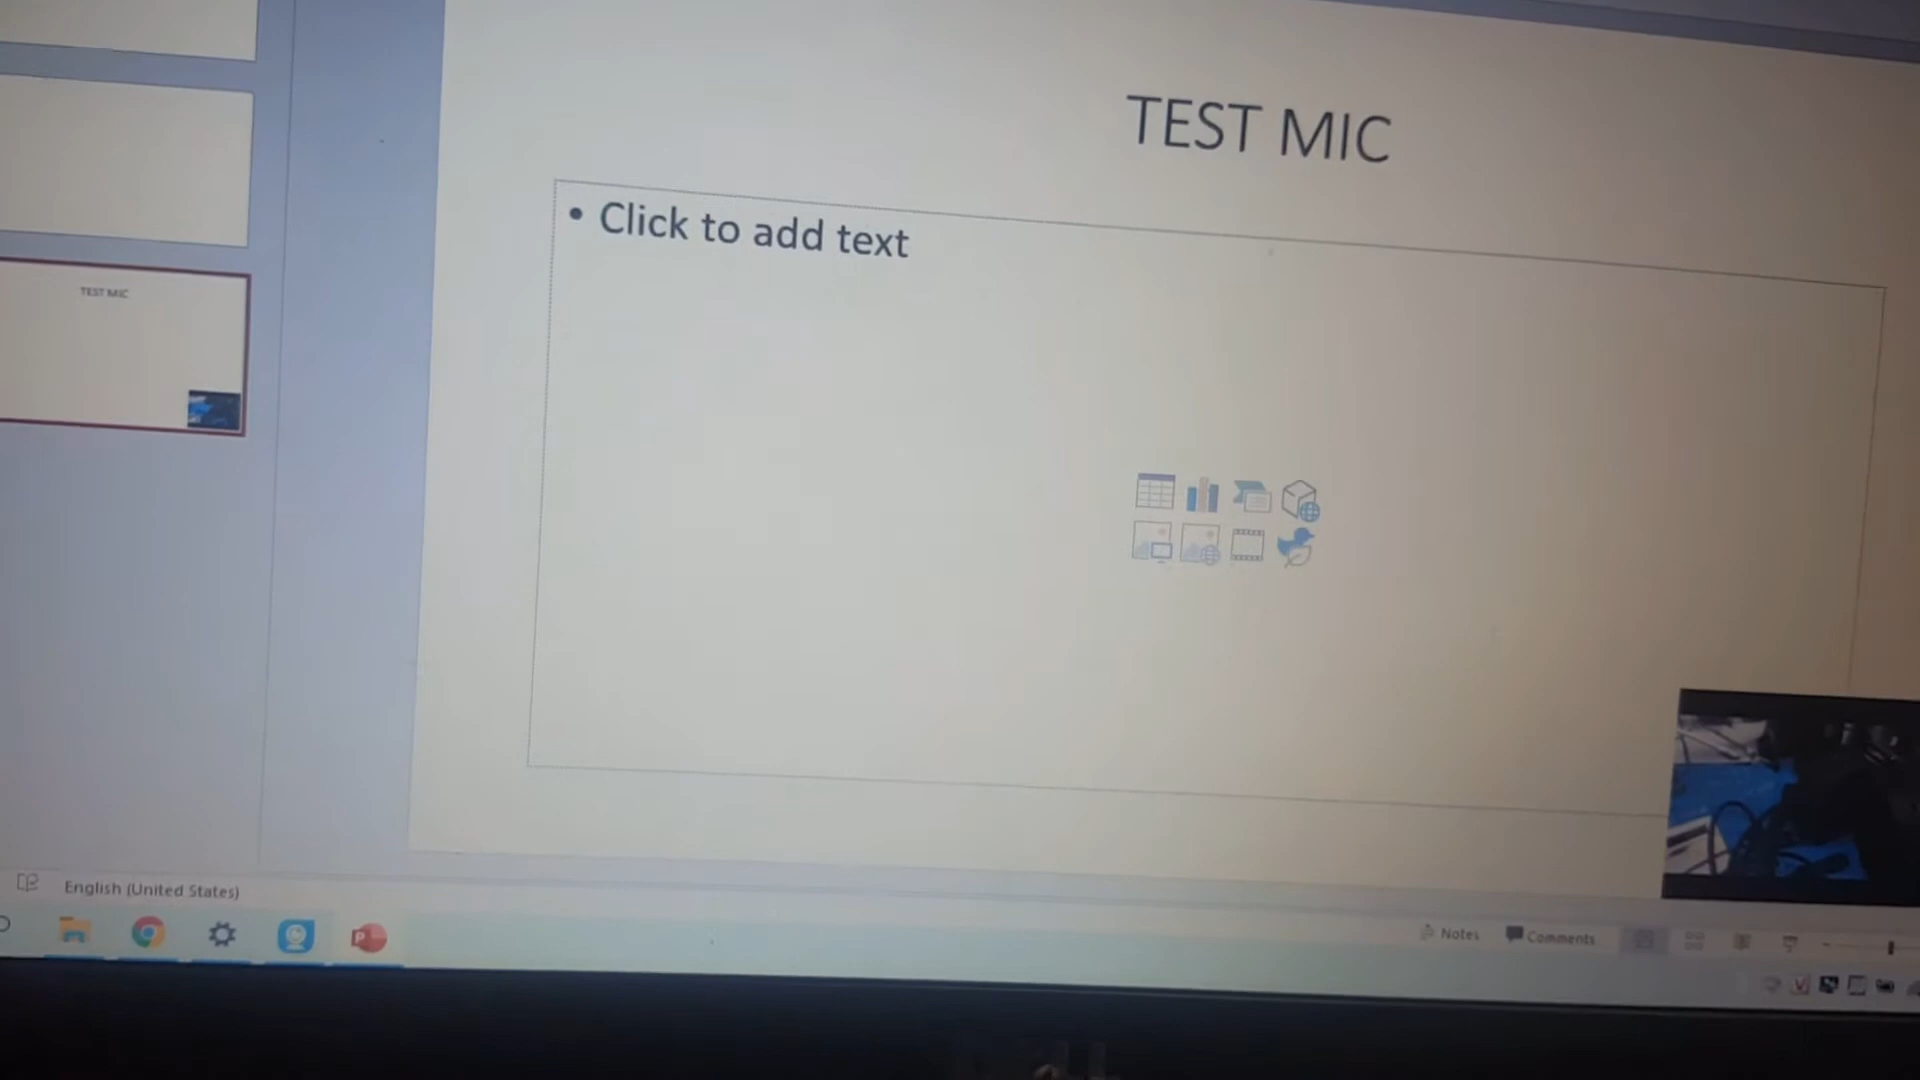 TEST MIC
• Click to add text
TEST MIC
English (United States)
Notes
Comments